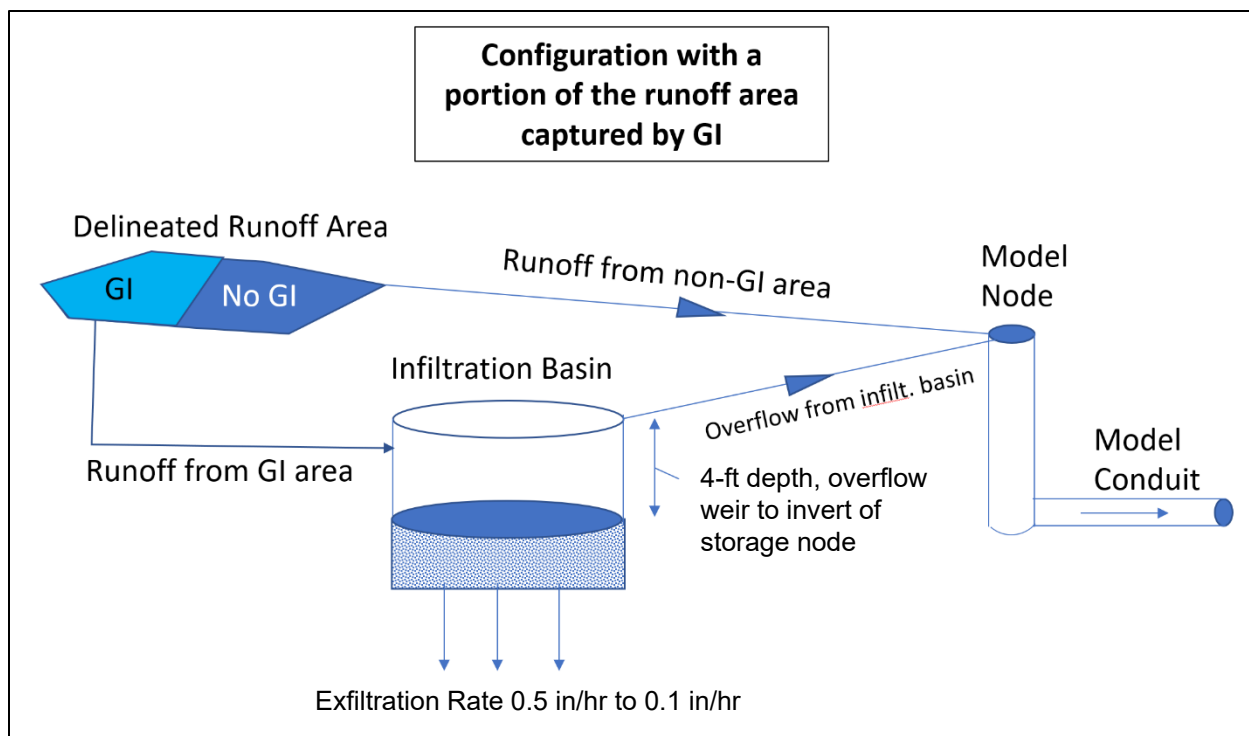 Configuration with a
portion of the runoff area
captured by GI
Delineated Runoff Area
GI
No GI
Runoff from non-GI area
Model
Node
Infiltration Basin
Overflow from infilt. basin
Runoff from GI area
4-ft depth, overflow
weir to invert of
storage node
Model
Conduit
Exfiltration Rate 0.5 in/hr to 0.1 in/hr